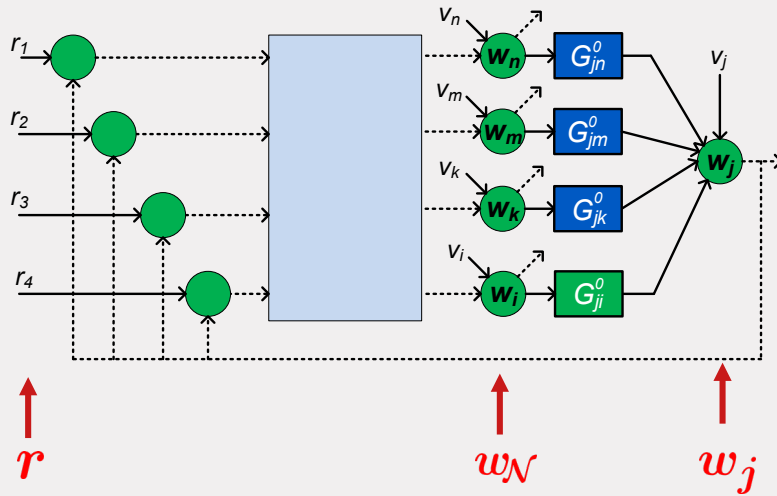 r1 vn wn G⁰jn vj
r2 vm wm G⁰jm wj
r3 vk wk G⁰jk
r4 vi wi G⁰ji
r w𝒩 wj